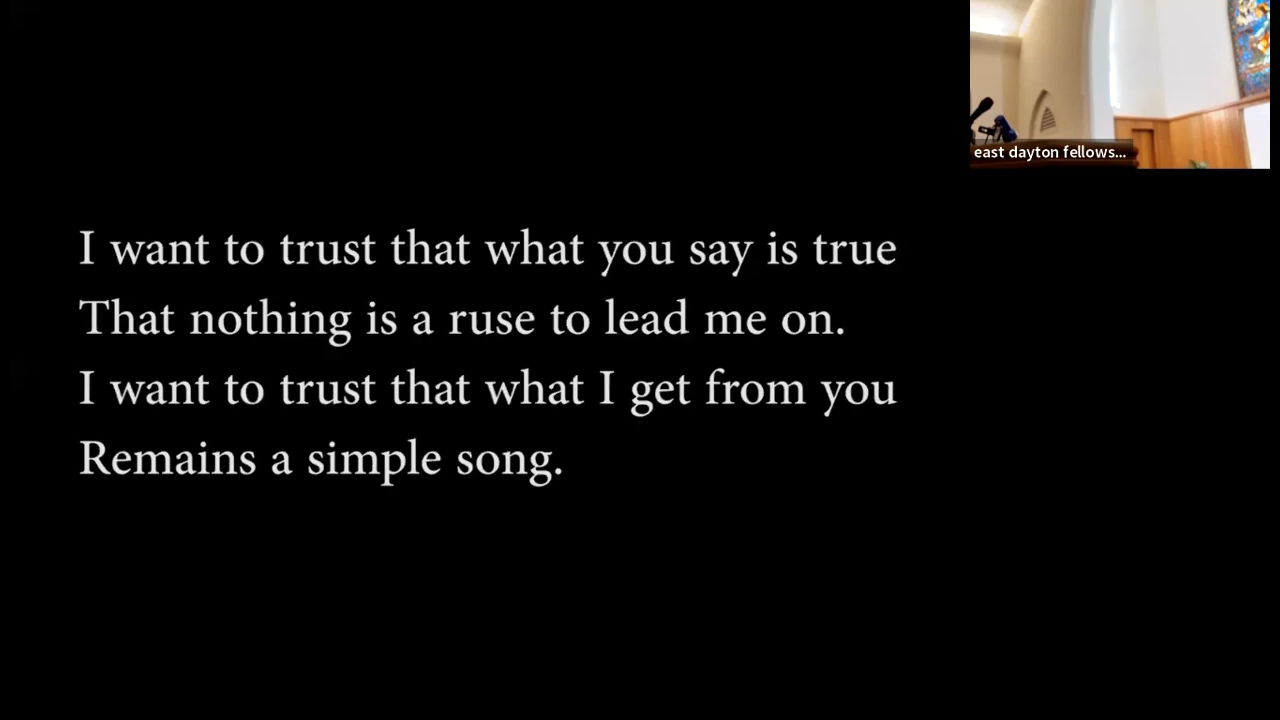 east dayton fellows...
I want to trust that what you say is true
That nothing is a ruse to lead me on.
I want to trust that what I get from you
Remains a simple song.